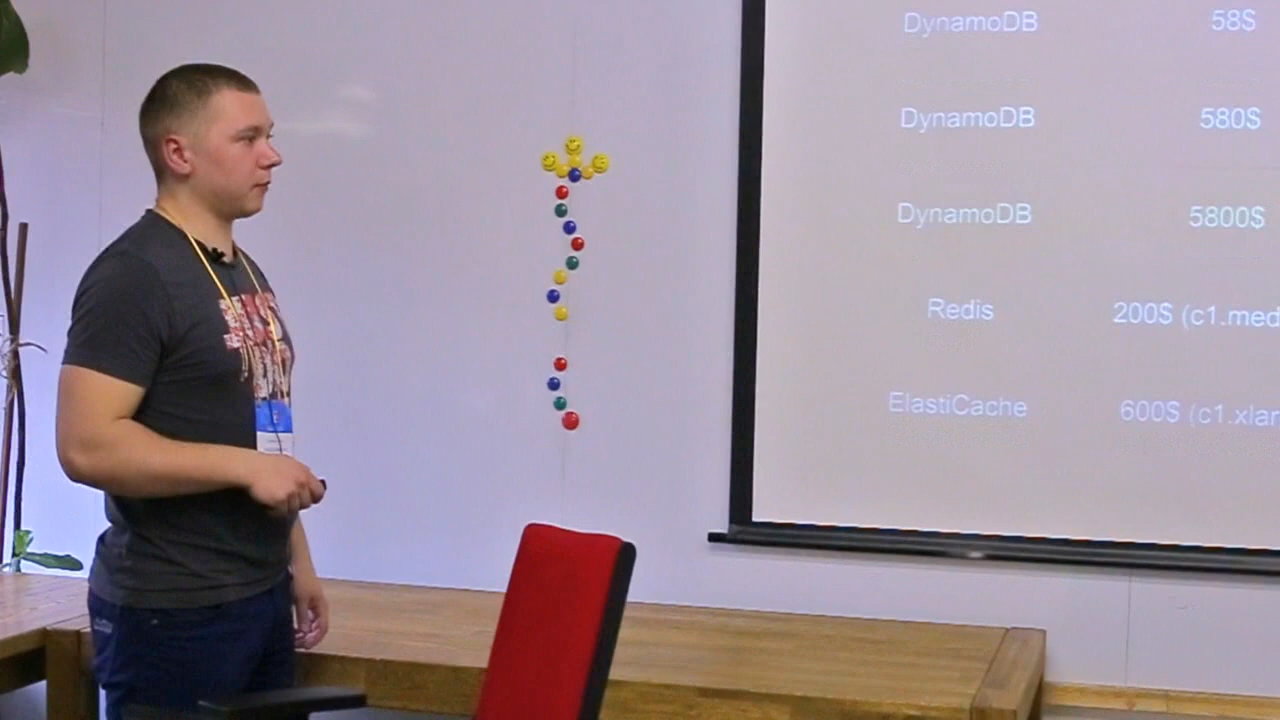 DynamoDB 58$
DynamoDB 580$
DynamoDB 5800$
Redis 200$ (c1.med
ElastiCache 600$ (c1.xlar